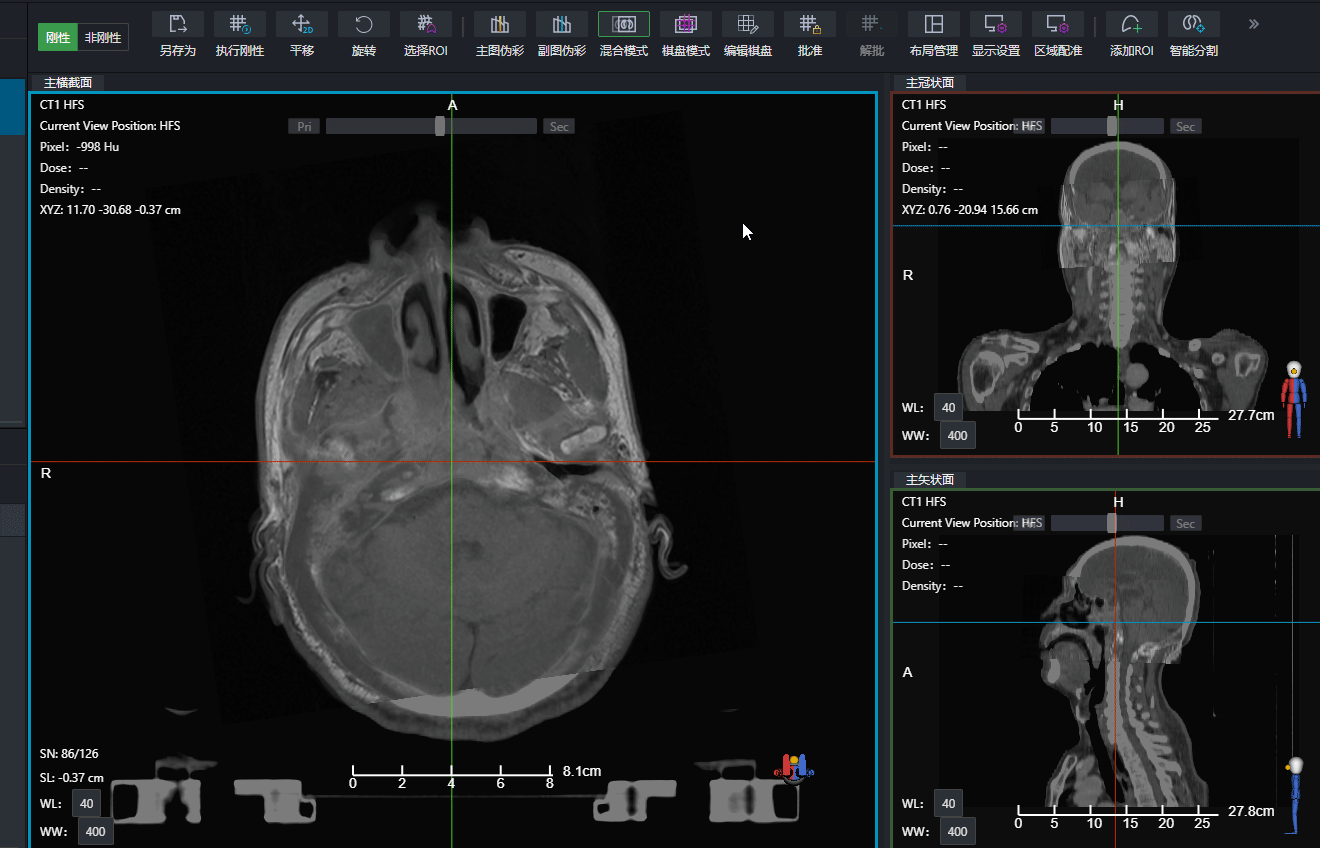 刚性 非刚性 另存为 执行刚性 平移 旋转 选择ROI 主图伪彩 副图伪彩 混合模式 棋盘模式 编辑棋盘 批准 解批 布局管理 显示设置 区域配准 添加ROI 智能分割
主横截面
CT1 HFS
A
Current View Position: HFS
Pri
Sec
Pixel: -998 Hu
Dose: --
Density: --
XYZ: 11.70 -30.68 -0.37 cm
R
SN: 86/126
SL: -0.37 cm
WL: 40
WW: 400
0 2 4 6 8
8.1cm
主冠状面
CT1 HFS
H
Current View Position: HFS
Sec
Pixel: --
Dose: --
Density: --
XYZ: 0.76 -20.94 15.66 cm
R
WL: 40
WW: 400
0 5 10 15 20 25
27.7cm
主矢状面
CT1 HFS
H
Current View Position: HFS
Sec
Pixel: --
Dose: --
Density: --
A
WL: 40
WW: 400
0 5 10 15 20 25
27.8cm